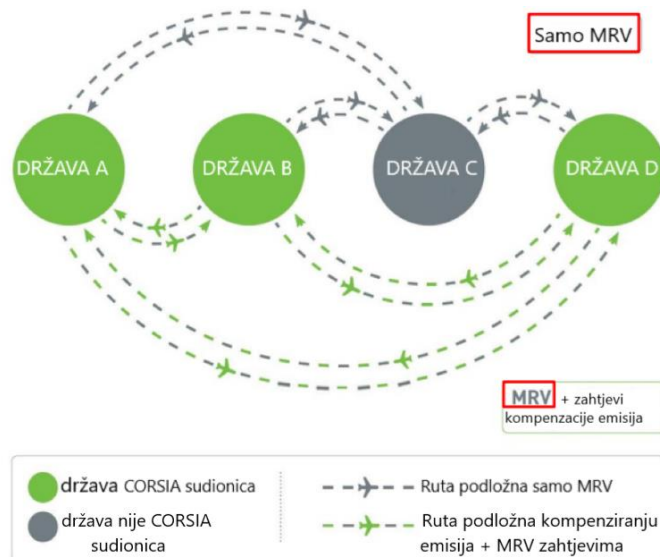 Samo MRV
DRŽAVA A
DRŽAVA B
DRŽAVA C
DRŽAVA D
MRV + zahtjevi
kompenzacije emisija
država CORSIA sudionica
država nije CORSIA
sudionica
Ruta podložna samo MRV
Ruta podložna kompenziranju
emisija + MRV zahtjevima